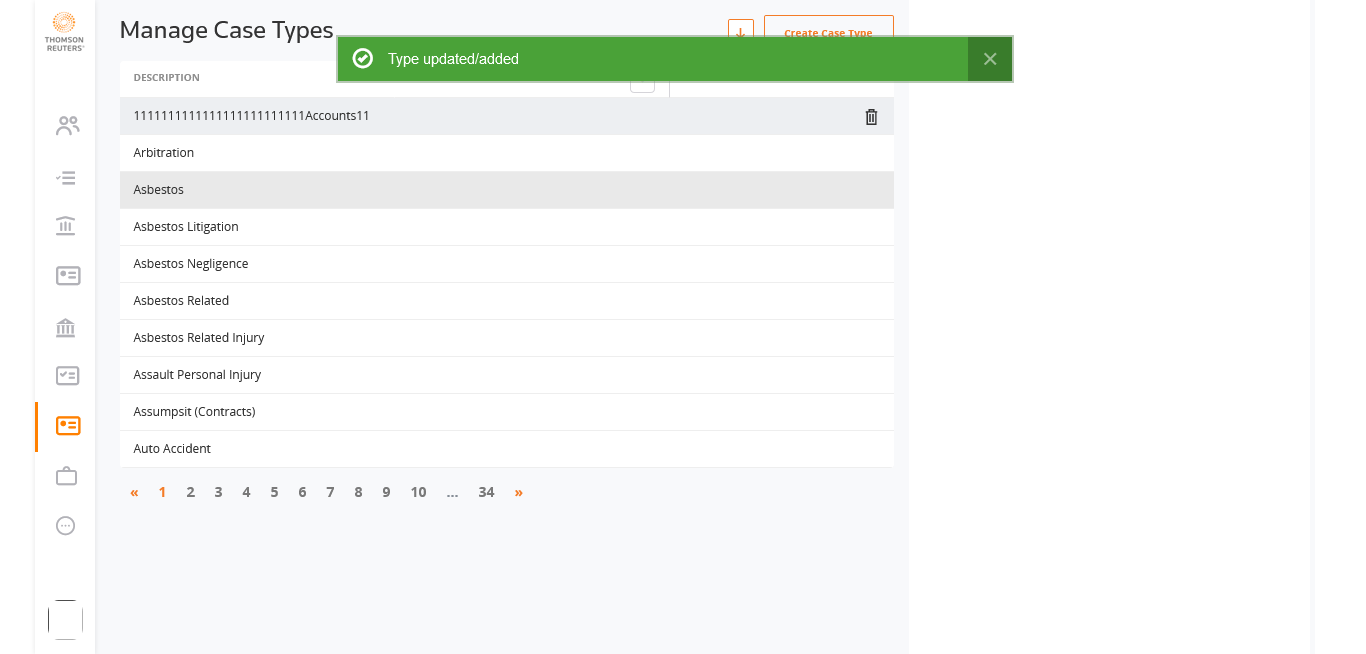 THOMSON
REUTERS
Manage Case Types
Create Case Type
Type updated/added
DESCRIPTION
1111111111111111111111111Accounts11
Arbitration
Asbestos
Asbestos Litigation
Asbestos Negligence
Asbestos Related
Asbestos Related Injury
Assault Personal Injury
Assumpsit (Contracts)
Auto Accident
« 1 2 3 4 5 6 7 8 9 10 ... 34 »